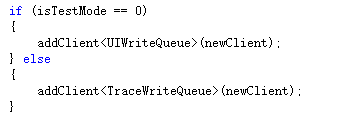 if (isTestMode == 0)
{
    addClient<UIWriteQueue>(newClient);
} else
{
    addClient<TraceWriteQueue>(newClient);
}